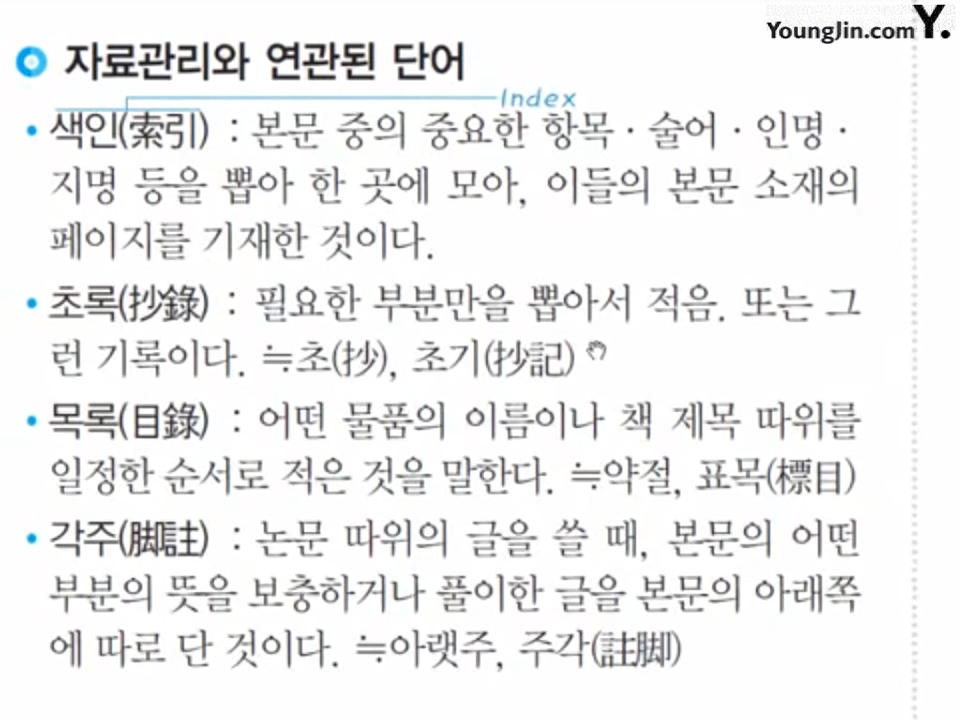 YoungJin.com Y.
자료관리와 연관된 단어
Index
• 색인(索引) : 본문 중의 중요한 항목 · 술어 · 인명 ·
지명 등을 뽑아 한 곳에 모아, 이들의 본문 소재의
페이지를 기재한 것이다.
• 초록(抄錄) : 필요한 부분만을 뽑아서 적음. 또는 그
런 기록이다. ≒초(抄), 초기(抄記)
• 목록(目錄) : 어떤 물품의 이름이나 책 제목 따위를
일정한 순서로 적은 것을 말한다. ≒약절, 표목(標目)
• 각주(脚註) : 논문 따위의 글을 쓸 때, 본문의 어떤
부분의 뜻을 보충하거나 풀이한 글을 본문의 아래쪽
에 따로 단 것이다. ≒아랫주, 주각(註脚)